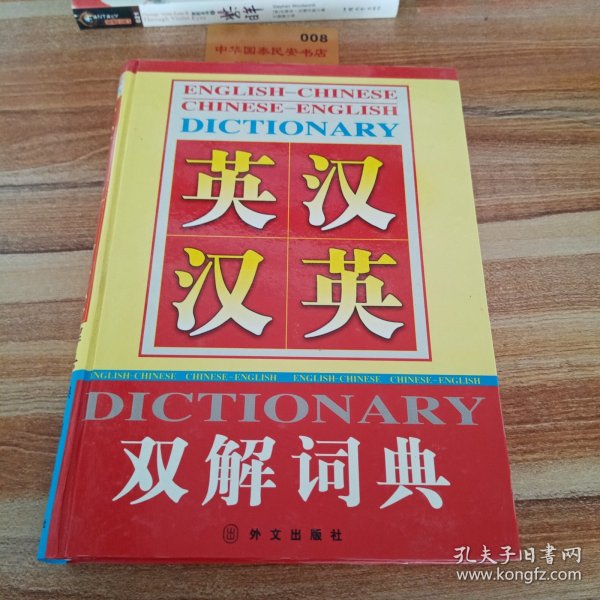 008
中华国泰民安书店
ENGLISH-CHINESE
CHINESE-ENGLISH
DICTIONARY
英汉
汉英
ENGLISH-CHINESE CHINESE-ENGLISH ENGLISH-CHINESE CHINESE-ENGLISH
DICTIONARY
双解词典
外文出版社
孔夫子旧书网
www.kongfz.com